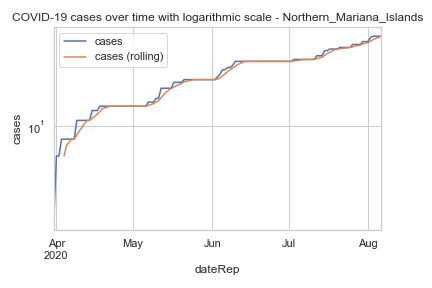 COVID-19 cases over time with logarithmic scale - Northern_Mariana_Islands
cases
cases (rolling)
cases
10¹
Apr
2020
May
Jun
Jul
Aug
dateRep